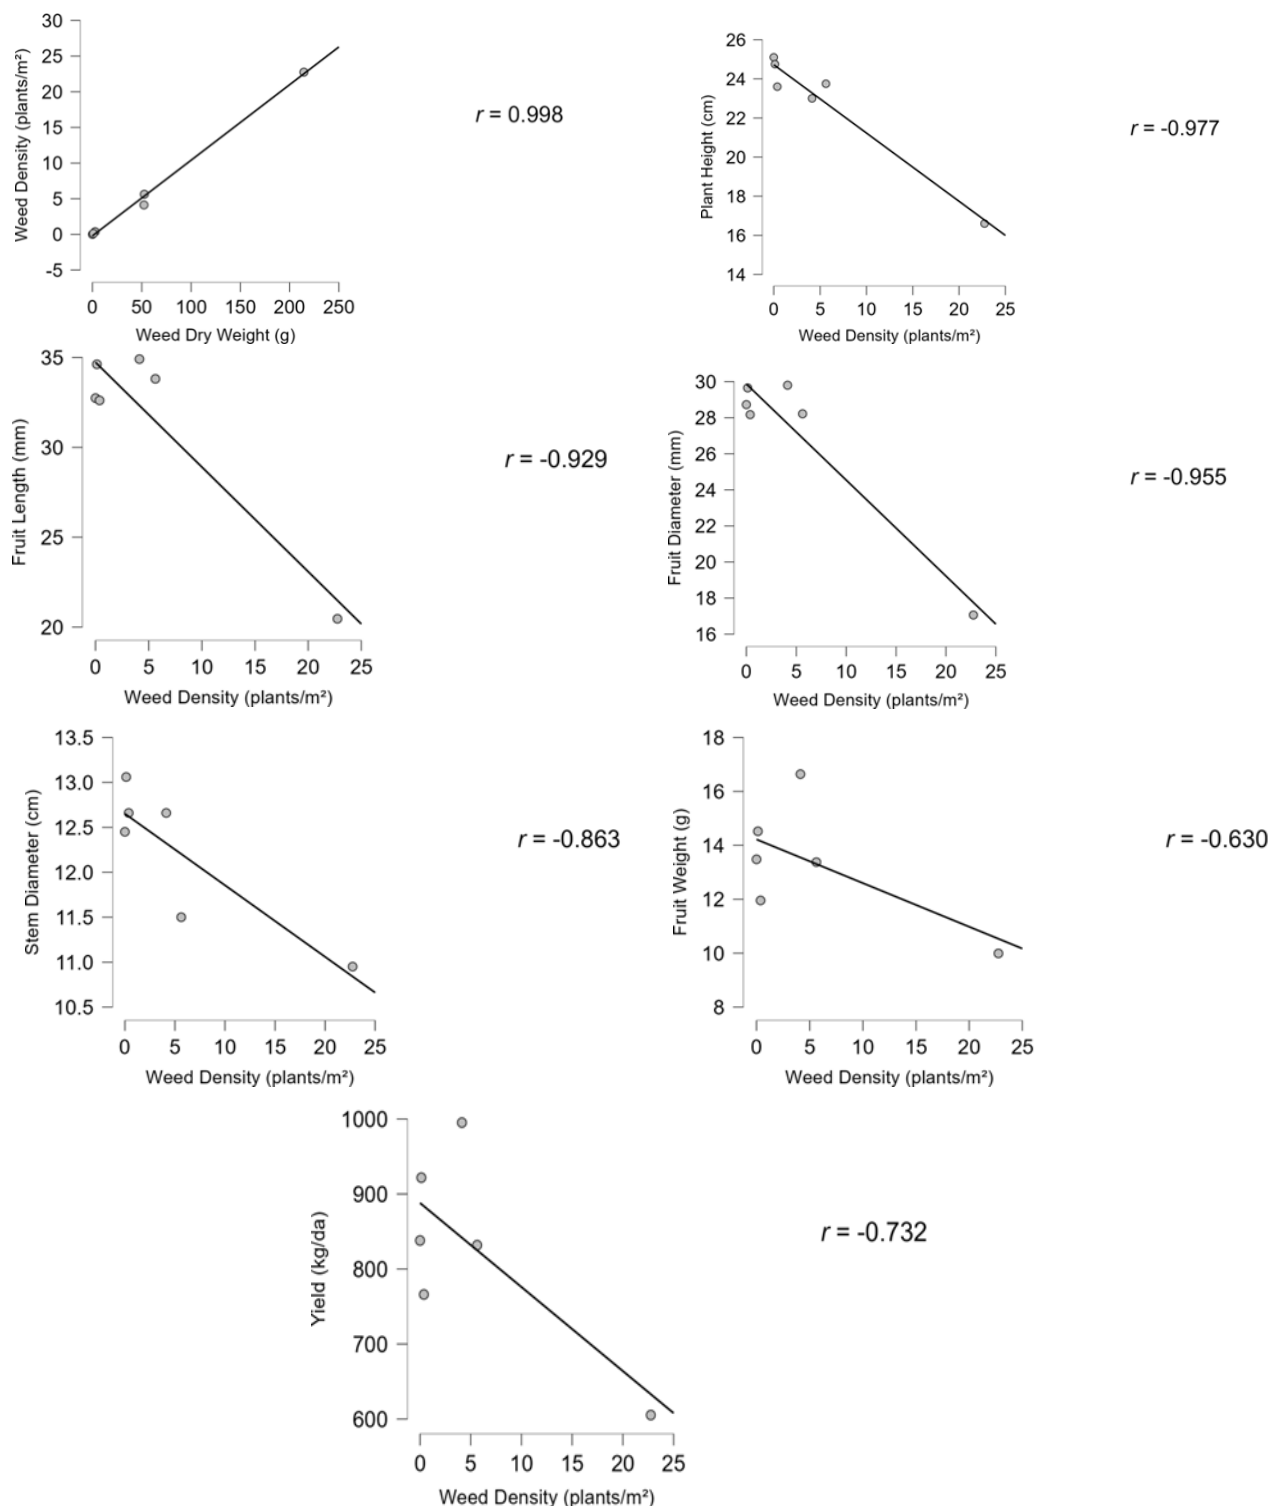 30
25
20
15
10
5
0
-5
Weed Density (plants/m²)
0 50 100 150 200 250
Weed Dry Weight (g)
r = 0.998
26
24
22
20
18
16
14
Plant Height (cm)
0 5 10 15 20 25
Weed Density (plants/m²)
r = -0.977
35
30
25
20
Fruit Length (mm)
0 5 10 15 20 25
Weed Density (plants/m²)
r = -0.929
30
28
26
24
22
20
18
16
Fruit Diameter (mm)
0 5 10 15 20 25
Weed Density (plants/m²)
r = -0.955
13.5
13.0
12.5
12.0
11.5
11.0
10.5
Stem Diameter (cm)
0 5 10 15 20 25
Weed Density (plants/m²)
r = -0.863
18
16
14
12
10
8
Fruit Weight (g)
0 5 10 15 20 25
Weed Density (plants/m²)
r = -0.630
1000
900
800
700
600
Yield (kg/da)
0 5 10 15 20 25
Weed Density (plants/m²)
r = -0.732